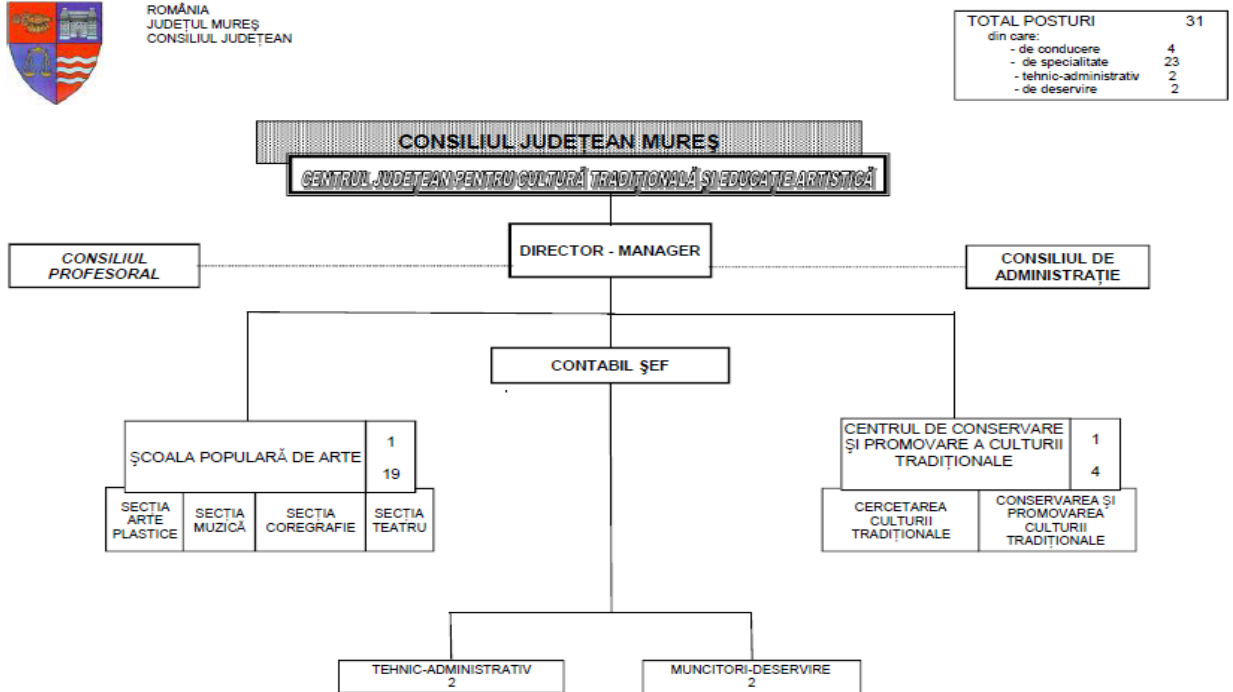 ROMÂNIA
JUDEȚUL MUREȘ
CONSILIUL JUDEȚEAN
TOTAL POSTURI 31
din care:
- de conducere 4
- de specialitate 23
- tehnic-administrativ 2
- de deservire 2
CONSILIUL JUDEȚEAN MUREŞ
CENTRUL JUDEȚEAN PENTRU CULTURĂ TRADIȚIONALĂ ȘI EDUCAȚIE ARTISTICĂ
CONSILIUL
PROFESORAL
DIRECTOR - MANAGER
CONSILIUL DE
ADMINISTRAȚIE
CONTABIL ŞEF
ȘCOALA POPULARĂ DE ARTE
1
19
SECȚIA
ARTE
PLASTICE
SECȚIA
MUZICĂ
SECȚIA
COREGRAFIE
SECȚIA
TEATRU
CENTRUL DE CONSERVARE
ȘI PROMOVARE A CULTURII
TRADIȚIONALE
1
4
CERCETAREA
CULTURII
TRADIȚIONALE
CONSERVAREA ȘI
PROMOVAREA
CULTURII
TRADIȚIONALE
TEHNIC-ADMINISTRATIV
2
MUNCITORI-DESERVIRE
2